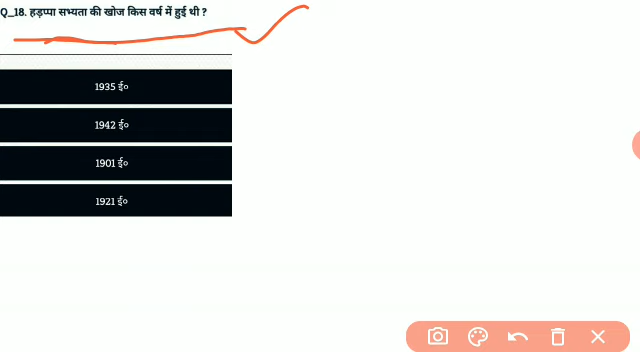 Q_18. हड़प्पा सभ्यता की खोज किस वर्ष में हुई थी ?
1935 ई०
1942 ई०
1901 ई०
1921 ई०